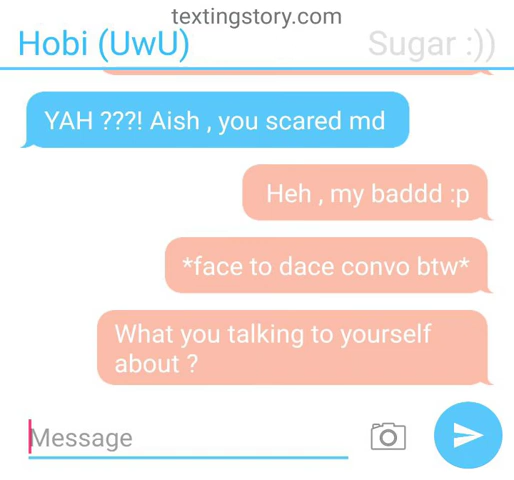 textingstory.com
Hobi (UwU)
Sugar :))
YAH ???! Aish , you scared md
Heh , my baddd :p
*face to dace convo btw*
What you talking to yourself
about ?
Message